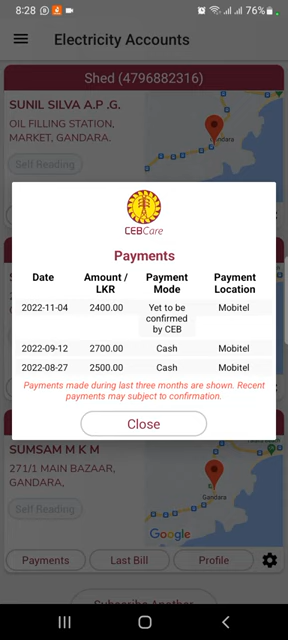 8:28
76%
Electricity Accounts
Shed (4796882316)
SUNIL SILVA A.P .G.
OIL FILLING STATION,
MARKET, GANDARA.
Gandara
Self Reading
CEBCare
Payments
Date Amount / LKR Payment Mode Payment Location
2022-11-04 2400.00 Yet to be confirmed by CEB Mobitel
2022-09-12 2700.00 Cash Mobitel
2022-08-27 2500.00 Cash Mobitel
Payments made during last three months are shown. Recent
payments may subject to confirmation.
Close
SUMSAM M K M
271/1 MAIN BAZAAR,
GANDARA,
Gandara
Self Reading
Google
Payments Last Bill Profile
Subscribe Another